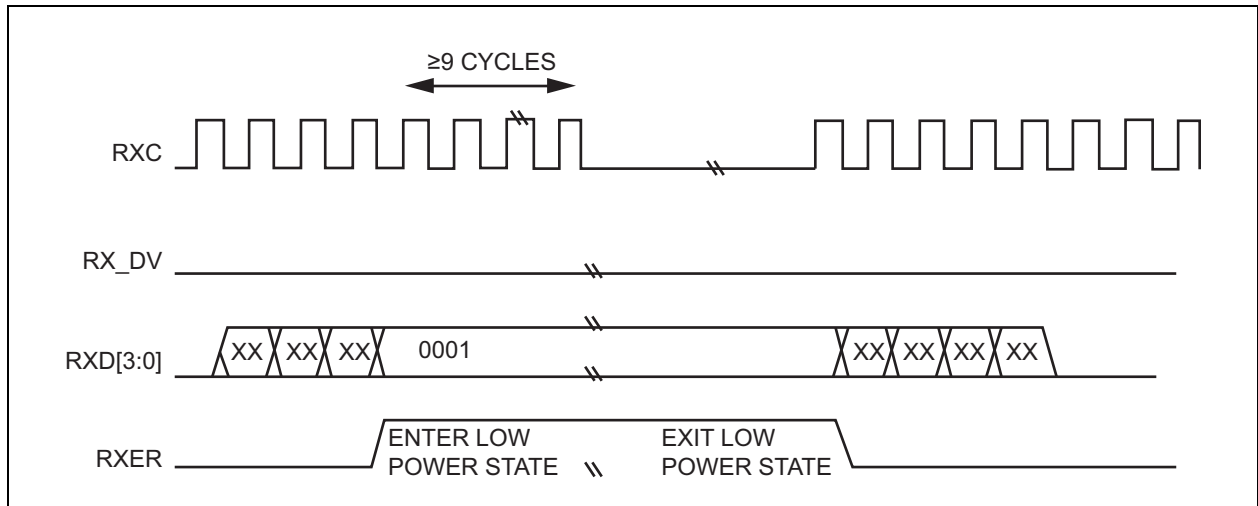 ≥9 CYCLES
RXC
RX_DV
RXD[3:0]
XX XX XX 0001 XX XX XX XX
RXER
ENTER LOW
POWER STATE
EXIT LOW
POWER STATE